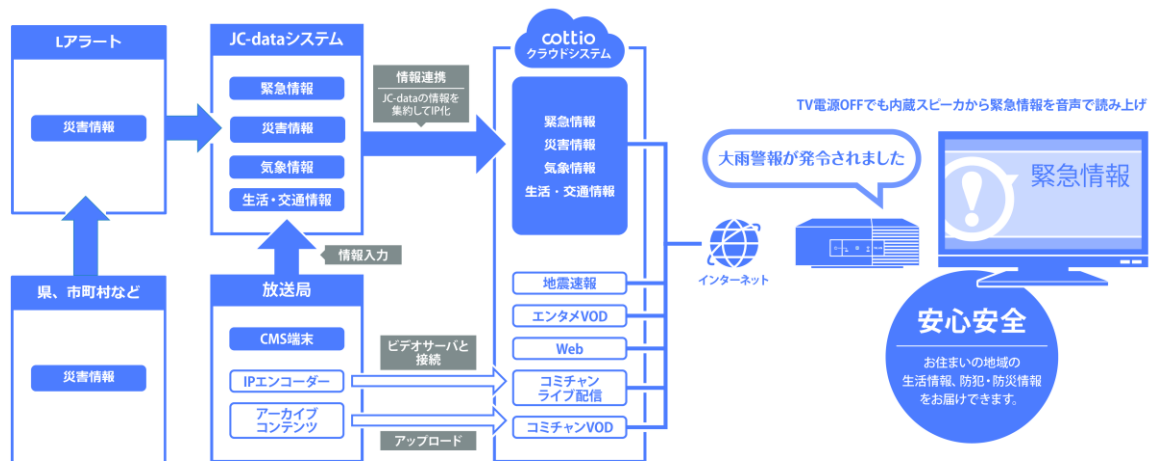 Lアラート
災害情報
県、市町村など
災害情報
JC-dataシステム
緊急情報
災害情報
気象情報
生活・交通情報
情報入力
放送局
CMS端末
IPエンコーダー
アーカイブ
コンテンツ
情報連携
JC-dataの情報を
集約してIP化
ビデオサーバと
接続
アップロード
cottio
クラウドシステム
緊急情報
災害情報
気象情報
生活・交通情報
地震速報
エンタメVOD
Web
コミチャン
ライブ配信
コミチャンVOD
インターネット
TV電源OFFでも内蔵スピーカから緊急情報を音声で読み上げ
大雨警報が発令されました
緊急情報
安心安全
お住まいの地域の
生活情報、防犯・防災情報
をお届けできます。